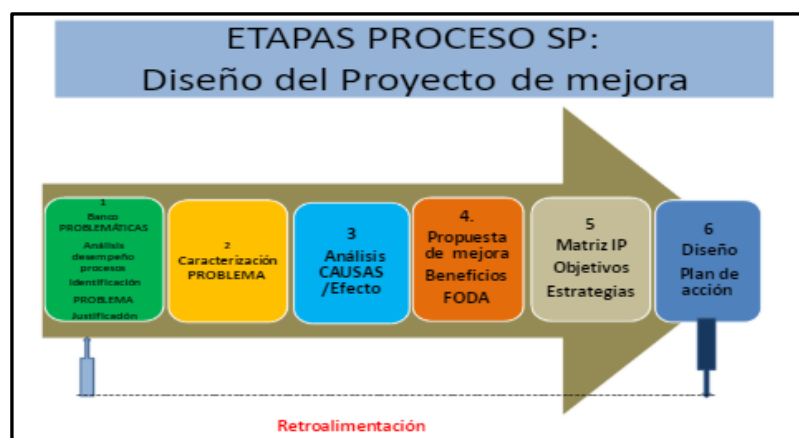 ETAPAS PROCESO SP:
Diseño del Proyecto de mejora
1
Banco
PROBLEMÁTICAS
Análisis
desempeño
procesos
Identificación
PROBLEMA
Justificación
2
Caracterización
PROBLEMA
3
Análisis
CAUSAS
/Efecto
4.
Propuesta
de mejora
Beneficios
FODA
5
Matriz IP
Objetivos
Estrategias
6
Diseño
Plan de
acción
Retroalimentación